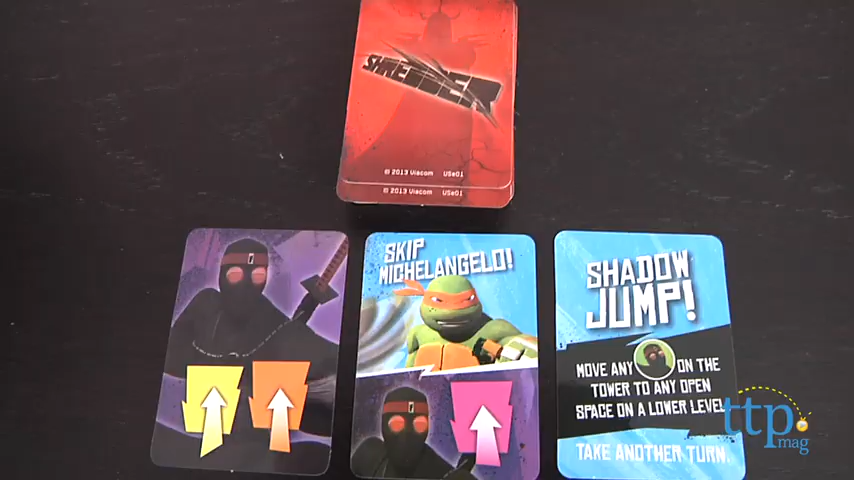 SHREDDER
© 2013 Viacom USe01
© 2013 Viacom USe01
SKIP
MICHELANGELO!
SHADOW
JUMP!
MOVE ANY ON THE
TOWER TO ANY OPEN
SPACE ON A LOWER LEVEL
TAKE ANOTHER TURN.
ttp
mag